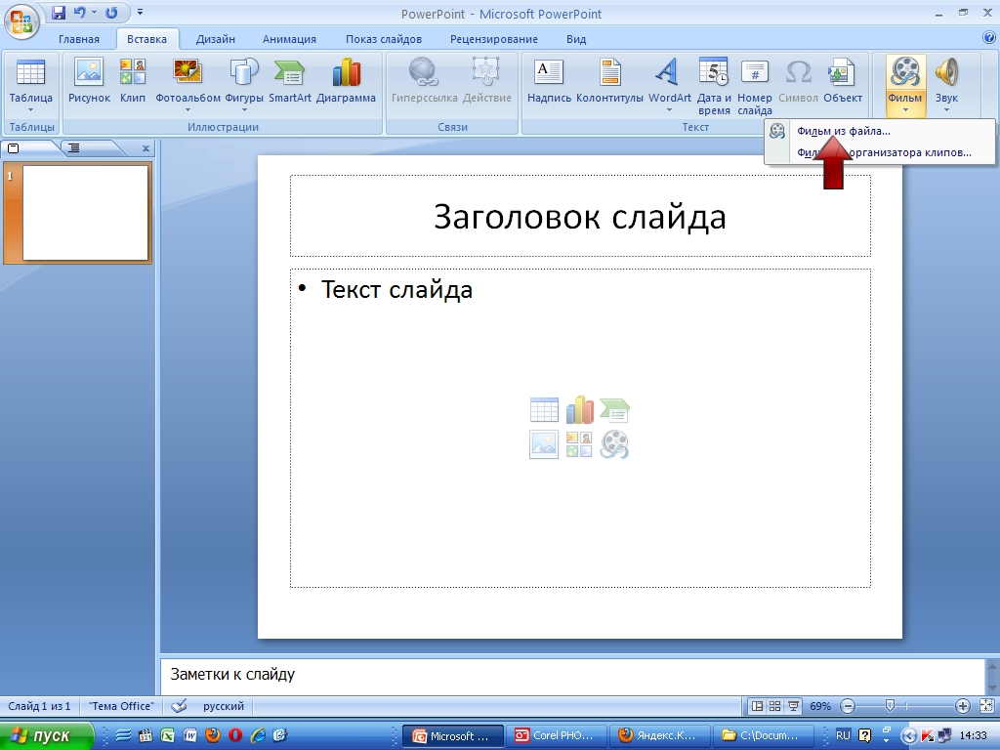 PowerPoint - Microsoft PowerPoint
Главная Вставка Дизайн Анимация Показ слайдов Рецензирование Вид
Таблица Рисунок Клип Фотоальбом Фигуры SmartArt Диаграмма Гиперссылка Действие Надпись Колонтитулы WordArt Дата и время Номер слайда Символ Объект Фильм Звук
Таблицы Иллюстрации Связи Текст
Фильм из файла...
организатора клипов...
1
Заголовок слайда
• Текст слайда
Заметки к слайду
Слайд 1 из 1 "Тема Office" русский 69%
пуск Microsoft ... Corel PHO... Яндекс.К... C:\Docum... RU 14:33